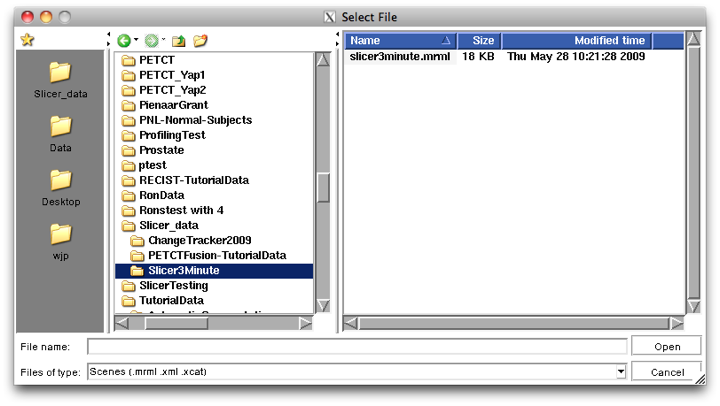 Select File
Slicer_data
Data
Desktop
wjp
PETCT
PETCT_Yap1
PETCT_Yap2
PienaarGrant
PNL-Normal-Subjects
ProfilingTest
Prostate
ptest
RECIST-TutorialData
RonData
Ronstest with 4
Slicer_data
ChangeTracker2009
PETCTFusion-TutorialData
Slicer3Minute
SlicerTesting
TutorialData
Name Size Modified time
slicer3minute.mrml 18 KB Thu May 28 10:21:28 2009
File name: Open
Files of type: Scenes (.mrml .xml .xcat) Cancel